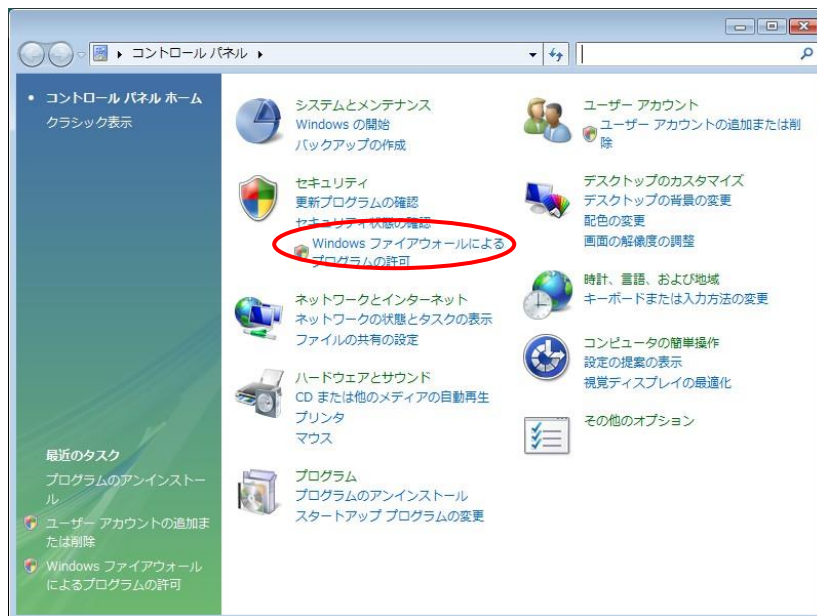 コントロール パネル
コントロール パネル ホーム
クラシック表示
システムとメンテナンス
Windows の開始
バックアップの作成
セキュリティ
更新プログラムの確認
セキュリティ状態の確認
Windows ファイアウォールによる
プログラムの許可
ネットワークとインターネット
ネットワークの状態とタスクの表示
ファイルの共有の設定
ハードウェアとサウンド
CD または他のメディアの自動再生
プリンタ
マウス
プログラム
プログラムのアンインストール
スタートアップ プログラムの変更
ユーザー アカウント
ユーザー アカウントの追加または削
除
デスクトップのカスタマイズ
デスクトップの背景の変更
配色の変更
画面の解像度の調整
時計、言語、および地域
キーボードまたは入力方法の変更
コンピュータの簡単操作
設定の提案の表示
視覚ディスプレイの最適化
その他のオプション
最近のタスク
プログラムのアンインストー
ル
ユーザー アカウントの追加ま
たは削除
Windows ファイアウォール
によるプログラムの許可